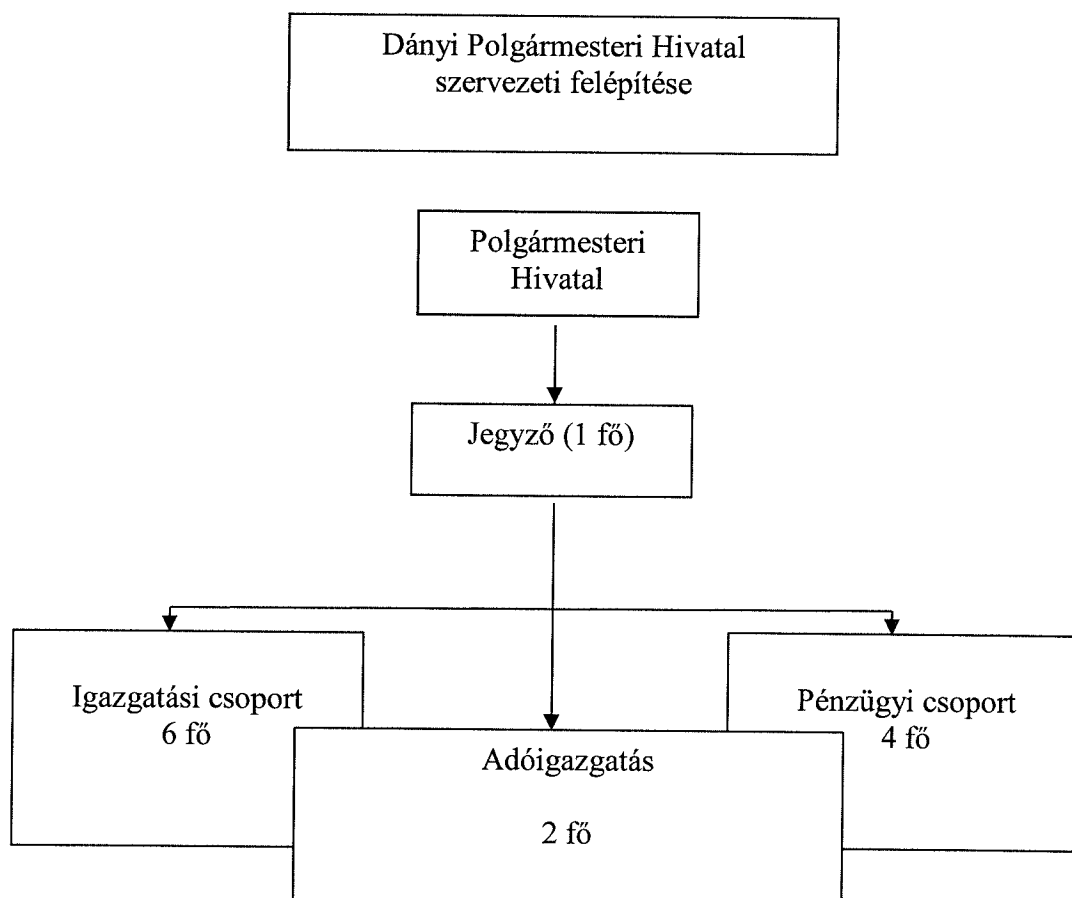 Dányi Polgármesteri Hivatal
szervezeti felépítése
Polgármesteri
Hivatal
Jegyző (1 fő)
Igazgatási csoport
6 fő
Adóigazgatás
2 fő
Pénzügyi csoport
4 fő